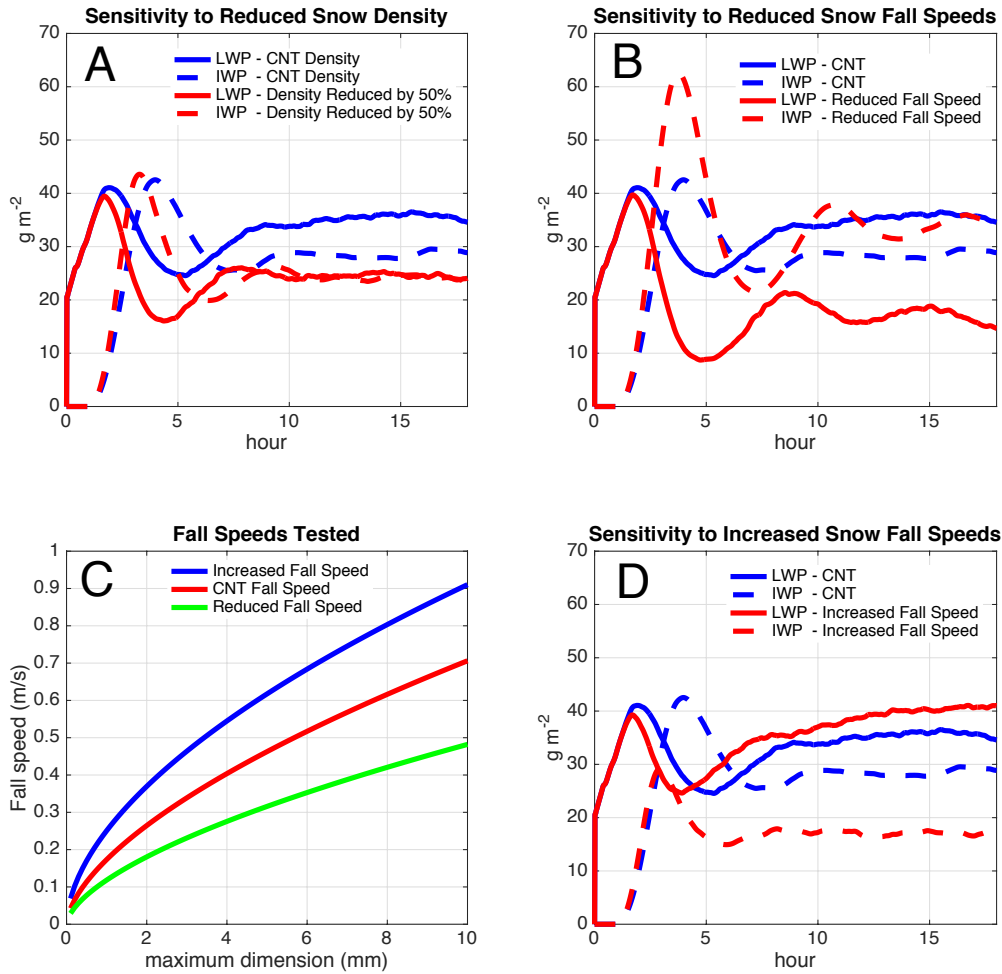 Sensitivity to Reduced Snow Density
A
LWP - CNT Density
IWP - CNT Density
LWP - Density Reduced by 50%
IWP - Density Reduced by 50%
70
60
50
40
30
20
10
0
g m-2
0 5 10 15
hour
Sensitivity to Reduced Snow Fall Speeds
B
LWP - CNT
IWP - CNT
LWP - Reduced Fall Speed
IWP - Reduced Fall Speed
70
60
50
40
30
20
10
0
g m-2
0 5 10 15
hour
Fall Speeds Tested
C
Increased Fall Speed
CNT Fall Speed
Reduced Fall Speed
1
0.9
0.8
0.7
0.6
0.5
0.4
0.3
0.2
0.1
0
Fall speed (m/s)
0 2 4 6 8 10
maximum dimension (mm)
Sensitivity to Increased Snow Fall Speeds
D
LWP - CNT
IWP - CNT
LWP - Increased Fall Speed
IWP - Increased Fall Speed
70
60
50
40
30
20
10
0
g m-2
0 5 10 15
hour